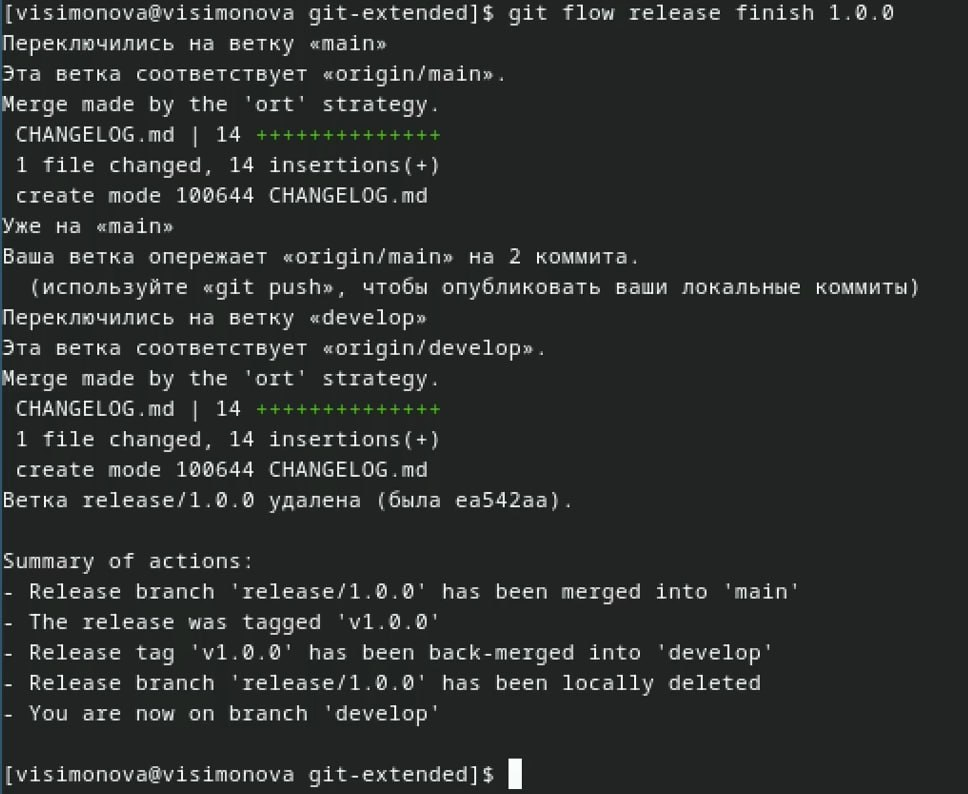 [visimonova@visimonova git-extended]$ git flow release finish 1.0.0
Переключились на ветку «main»
Эта ветка соответствует «origin/main».
Merge made by the 'ort' strategy.
 CHANGELOG.md | 14 ++++++++++++++
 1 file changed, 14 insertions(+)
 create mode 100644 CHANGELOG.md
Уже на «main»
Ваша ветка опережает «origin/main» на 2 коммита.
  (используйте «git push», чтобы опубликовать ваши локальные коммиты)
Переключились на ветку «develop»
Эта ветка соответствует «origin/develop».
Merge made by the 'ort' strategy.
 CHANGELOG.md | 14 ++++++++++++++
 1 file changed, 14 insertions(+)
 create mode 100644 CHANGELOG.md
Ветка release/1.0.0 удалена (была ea542aa).

Summary of actions:
- Release branch 'release/1.0.0' has been merged into 'main'
- The release was tagged 'v1.0.0'
- Release tag 'v1.0.0' has been back-merged into 'develop'
- Release branch 'release/1.0.0' has been locally deleted
- You are now on branch 'develop'

[visimonova@visimonova git-extended]$